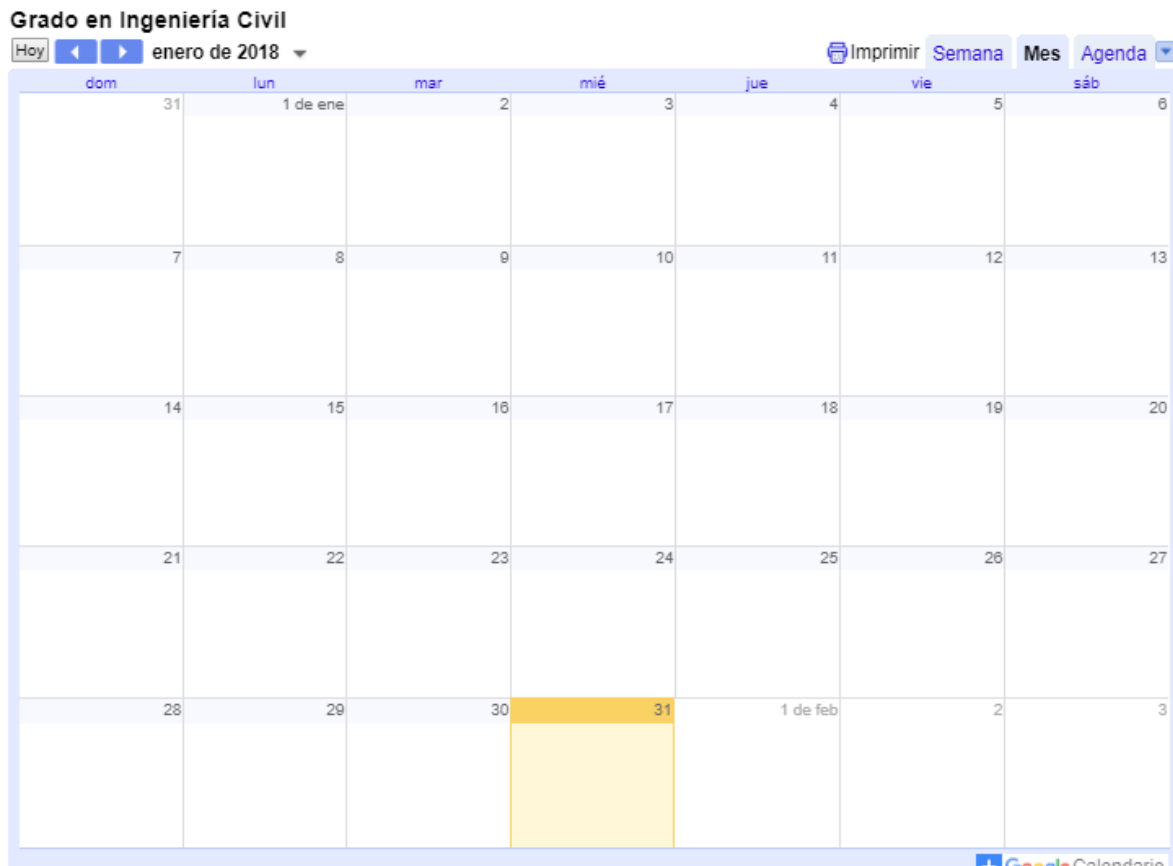 Grado en Ingeniería Civil
Hoy enero de 2018 Imprimir Semana Mes Agenda
dom lun mar mié jue vie sáb
31 1 de ene 2 3 4 5 6
7 8 9 10 11 12 13
14 15 16 17 18 19 20
21 22 23 24 25 26 27
28 29 30 31 1 de feb 2 3
Google Calendario